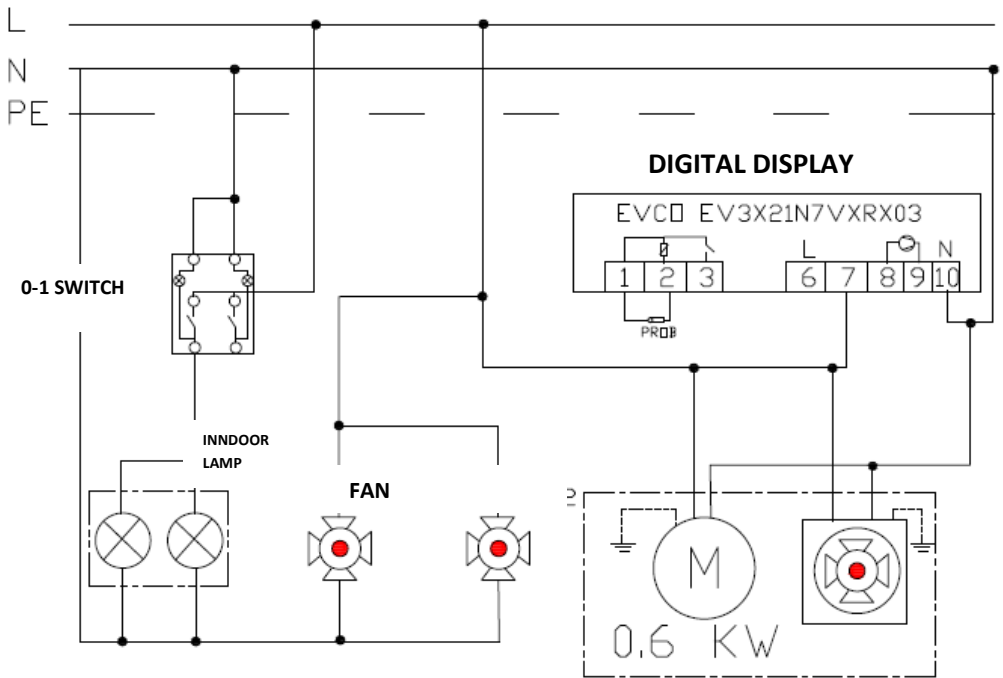 L
N
PE
DIGITAL DISPLAY
EVCO EV3X21N7VXRX03
L N
1 2 3 6 7 8 9 10
PROB
0-1 SWITCH
INNDOOR
LAMP
FAN
M
0.6 KW